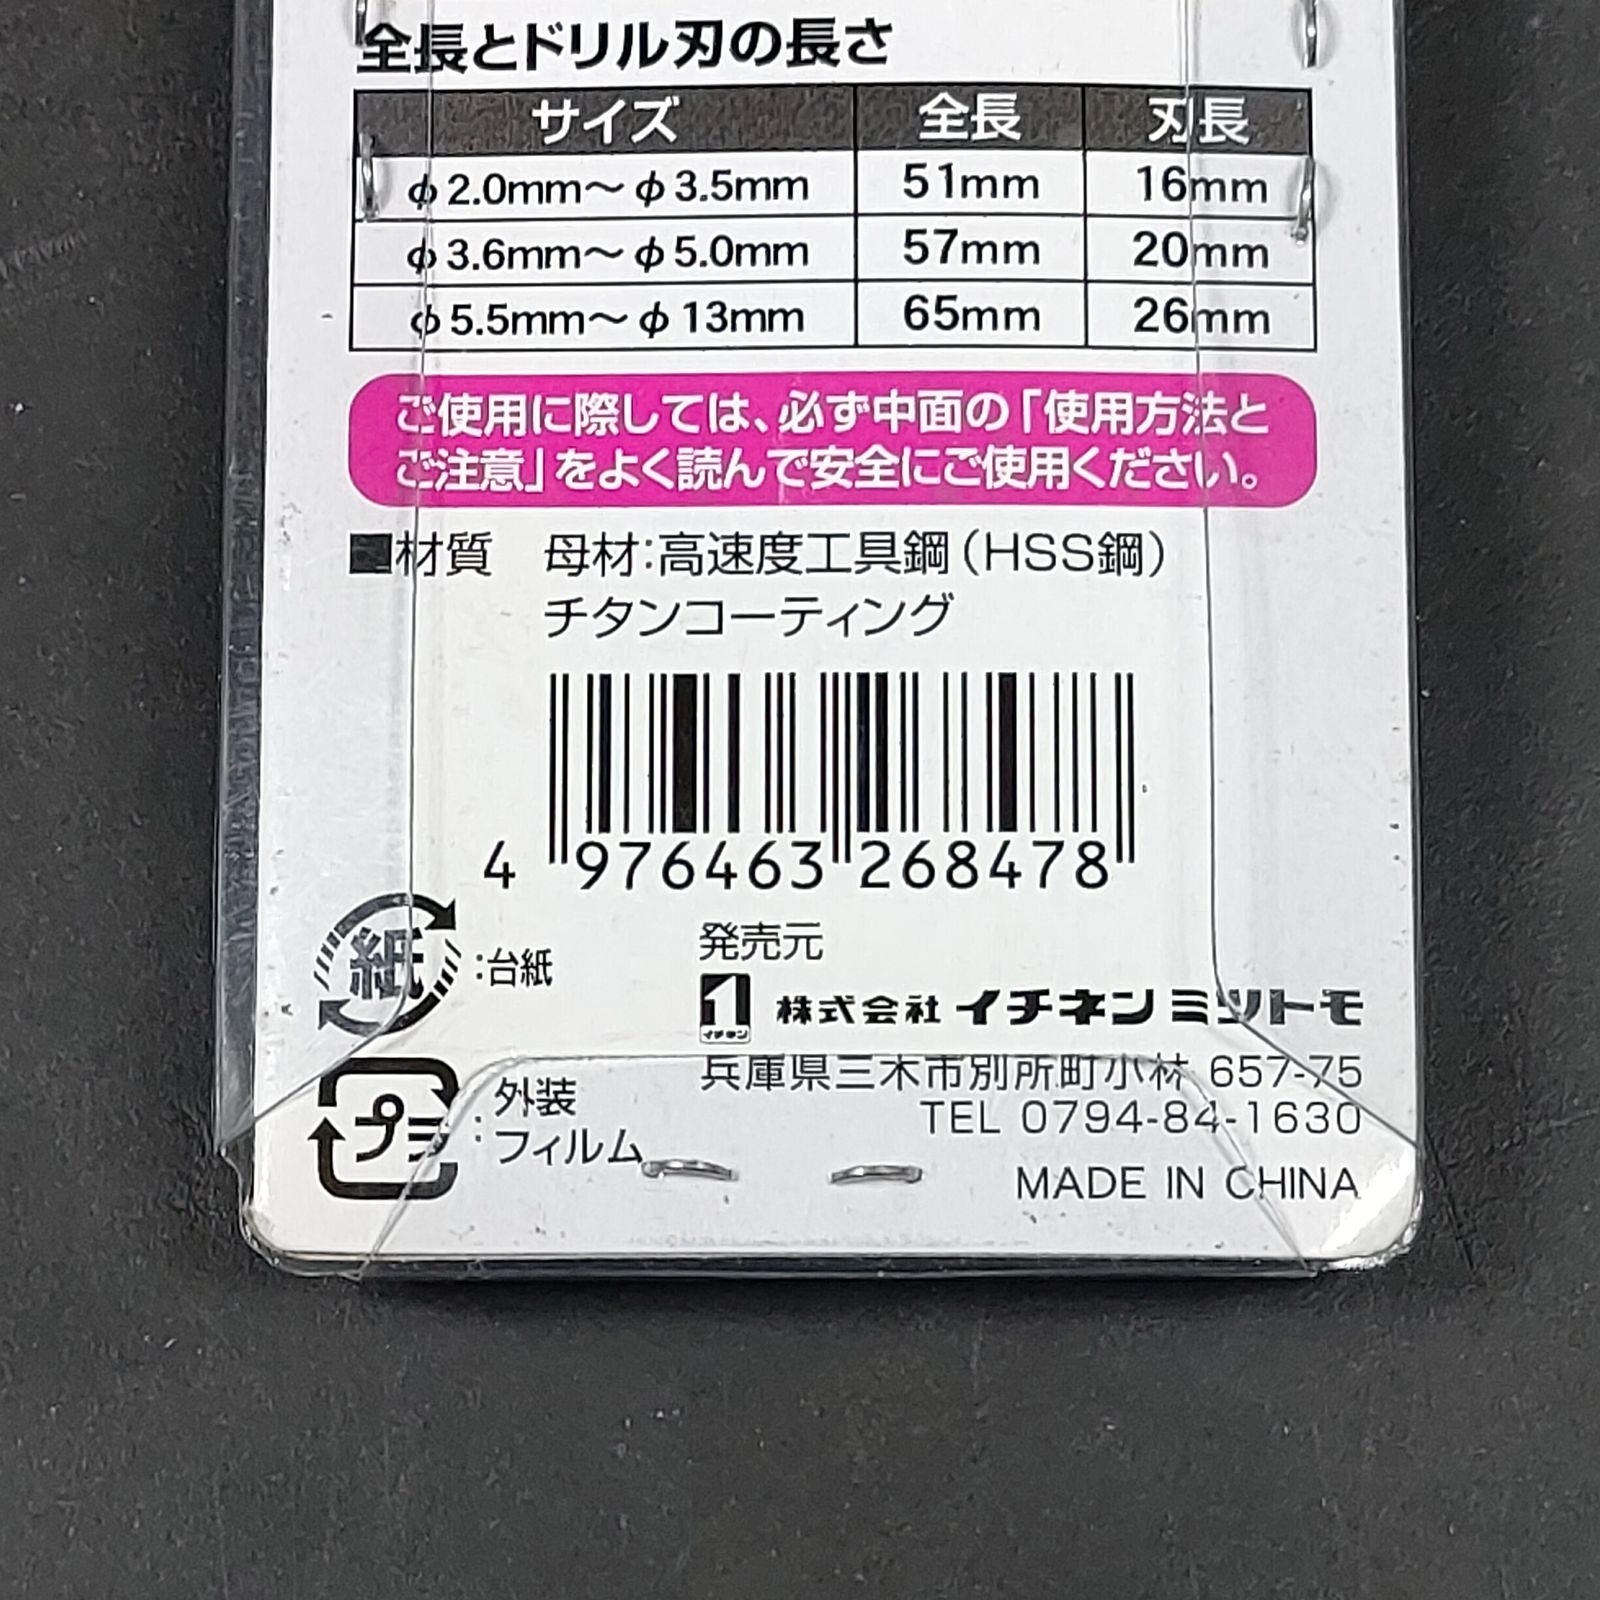 全長とドリル刃の長さ
サイズ 全長 刃長
φ2.0mm～φ3.5mm 51mm 16mm
φ3.6mm～φ5.0mm 57mm 20mm
φ5.5mm～φ13mm 65mm 26mm
ご使用に際しては、必ず中面の「使用方法と
ご注意」をよく読んで安全にご使用ください。
■材質 母材:高速度工具鋼(HSS鋼)
チタンコーティング
4 976463 268478
紙 :台紙
プラ : 外装
フィルム
発売元
1 イチネン 株式会社 イチネンミツトモ
兵庫県三木市別所町小林 657-75
TEL 0794-84-1630
MADE IN CHINA